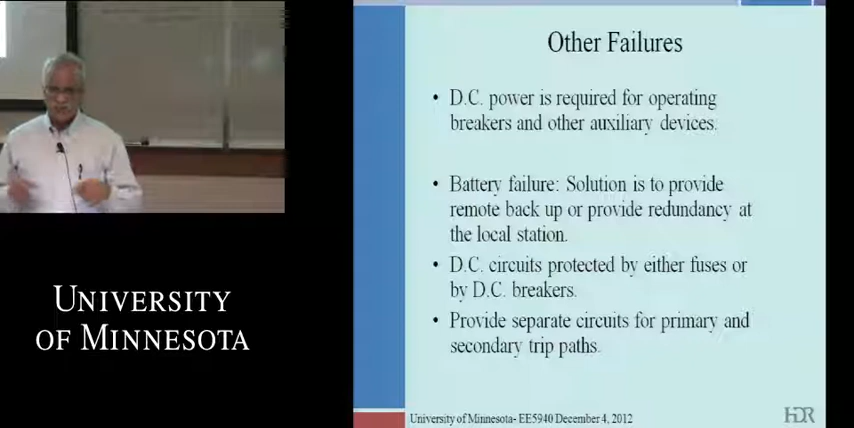 Other Failures
• D.C. power is required for operating
breakers and other auxiliary devices.
• Battery failure: Solution is to provide
remote back up or provide redundancy at
the local station.
• D.C. circuits protected by either fuses or
by D.C. breakers.
• Provide separate circuits for primary and
secondary trip paths.
UNIVERSITY
OF MINNESOTA
University of Minnesota- EE5940 December 4, 2012
HDR